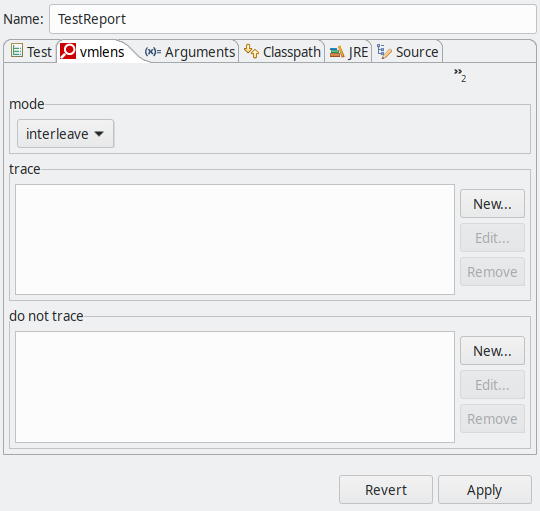 Name: TestReport
Test vmlens (x)= Arguments Classpath JRE Source
»2
mode
interleave
trace
New...
Edit...
Remove
do not trace
New...
Edit...
Remove
Revert Apply